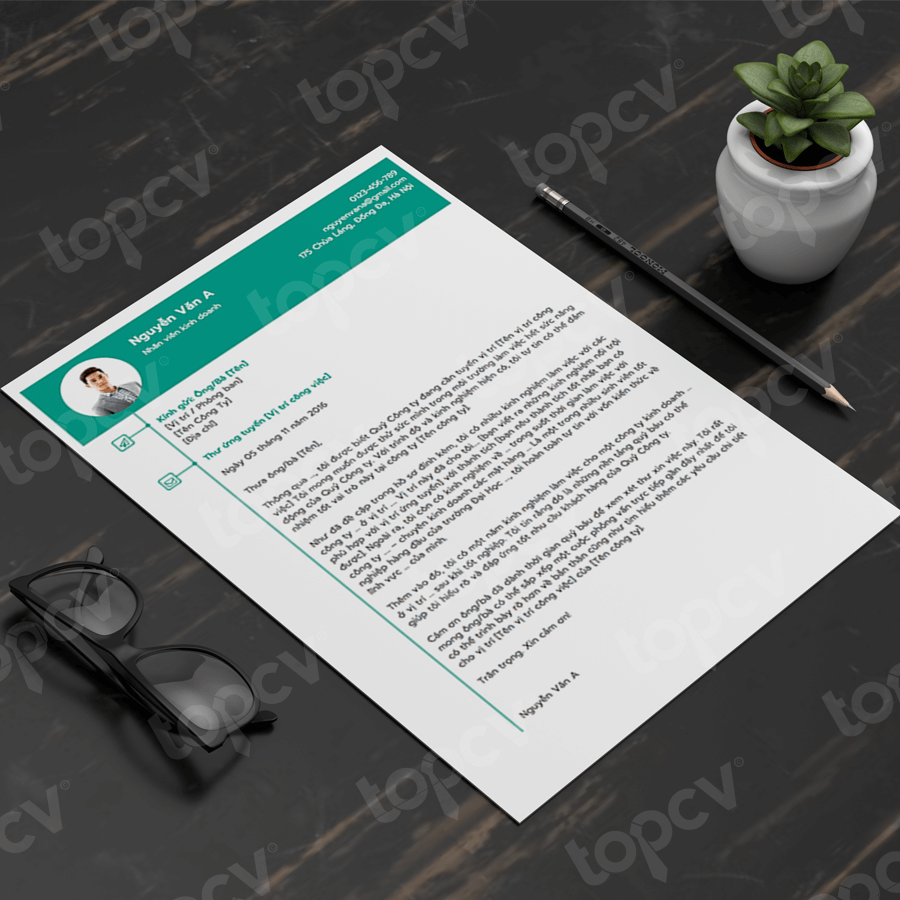 0123-456-789
nguyenvana@gmail.com
175 Chùa Láng, Đống Đa, Hà Nội
Nguyễn Văn A
Nhân viên kinh doanh
Kính gửi: Ông/Bà [Tên]
[Vị trí / Phòng ban]
[Tên Công ty]
[Địa chỉ]
Thư ứng tuyển [Vị trí công việc]
Ngày 05 tháng 11 năm 2016
Thưa ông/bà [Tên],
Thông qua ..., tôi được biết Quý Công ty đang cần tuyển vị trí [Tên vị trí công
việc] Tôi mong muốn được thử sức mình trong môi trường làm việc hết sức năng
động của Quý Công ty. Với trình độ và kinh nghiệm hiện có, tôi tự tin có thể đảm
nhiệm tốt vai trò này tại công ty [Tên công ty].
Như đã đề cập trong hồ sơ đính kèm, tôi có nhiều kinh nghiệm làm việc với các
công ty ... ở vị trí ... Vị trí này đã cho tôi... [bạn viết ra những kinh nghiệm nổi trội
phù hợp với vị trí ứng tuyển] với thành tích [bạn nêu thành tích tốt nhất bạn có
được] Ngoài ra, tôi còn có kinh nghiệm về ... trong suốt thời gian làm việc với
công ty ... – chuyên kinh doanh các mặt hàng ... Là một trong nhiều sinh viên tốt
nghiệp hàng đầu của trường Đại Học ..., tôi hoàn toàn tự tin với vốn kiến thức về
lĩnh vực ... của mình.
Thêm vào đó, tôi có một năm kinh nghiệm làm việc cho một công ty kinh doanh ...
ở vị trí ... sau khi tốt nghiệp. Tôi tin rằng đó là những nền tảng quý báu có thể
giúp tôi hiểu rõ và đáp ứng tốt nhu cầu khách hàng của Quý Công ty.
Cám ơn ông/bà đã dành thời gian quý báu để xem xét thư xin việc này. Tôi rất
mong ông/bà có thể sắp xếp một cuộc phỏng vấn trực tiếp gần đây nhất để tôi
có thể trình bày rõ hơn về bản thân cũng như tìm hiểu thêm các yêu cầu chi tiết
cho vị trí [Tên vị trí công việc] của [Tên công ty].
Trân trọng. Xin cảm ơn!
Nguyễn Văn A
topcv